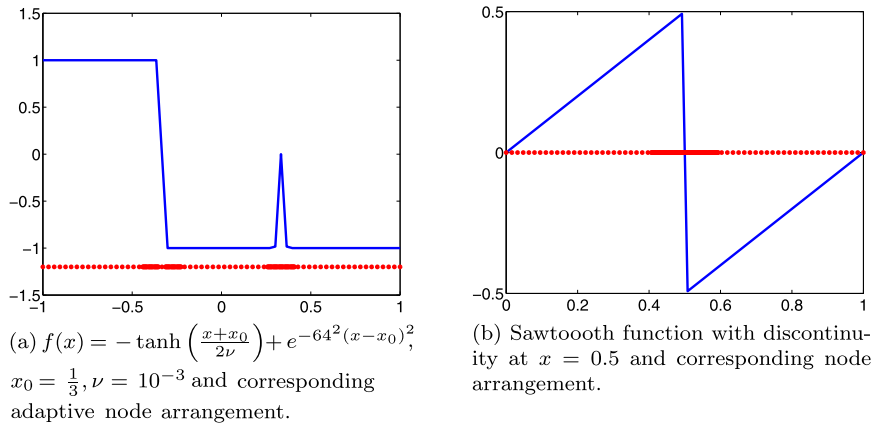 1.5
1
0.5
0
−0.5
−1
−1.5
−1 −0.5 0 0.5 1
(a) f(x) = − tanh ( x+x₀ / 2ν ) + e^{−64²(x−x₀)²},
x₀ = 1/3, ν = 10⁻³ and corresponding
adaptive node arrangement.
0.5
0
−0.5
0 0.2 0.4 0.6 0.8 1
(b) Sawtoooth function with discontinu-
ity at x = 0.5 and corresponding node
arrangement.